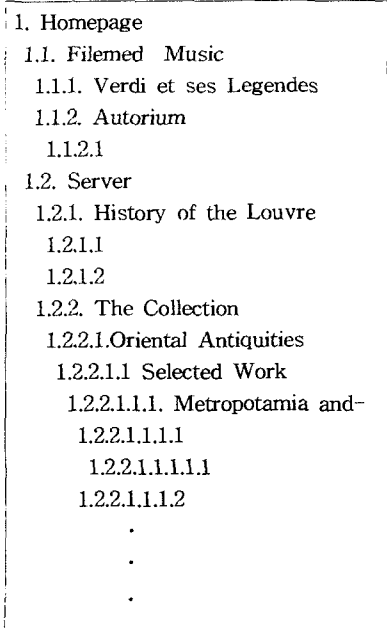 1. Homepage
1.1. Filemed Music
1.1.1. Verdi et ses Legendes
1.1.2. Autorium
1.1.2.1
1.2. Server
1.2.1. History of the Louvre
1.2.1.1
1.2.1.2
1.2.2. The Collection
1.2.2.1.Oriental Antiquities
1.2.2.1.1 Selected Work
1.2.2.1.1.1. Metropotamia and-
1.2.2.1.1.1.1
1.2.2.1.1.1.1.1
1.2.2.1.1.1.2
.
.
.